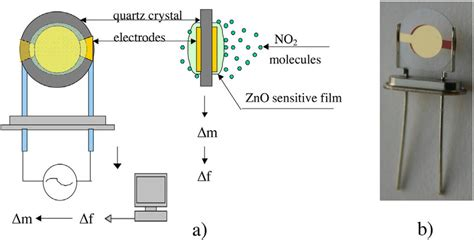 quartz crystal
electrodes
NO2
molecules
ZnO sensitive film
Δm
Δf
Δm
Δf
a)
b)